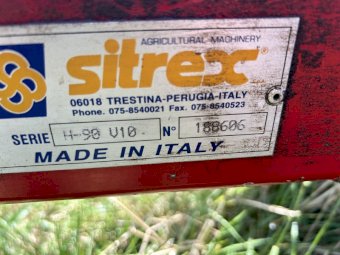 AGRICULTURAL MACHINERY
sitrex
06018 TRESTINA-PERUGIA-ITALY
Phone. 075-8540021 Fax. 075-8540523
SERIE H-90 V10 N° 188606
MADE IN ITALY